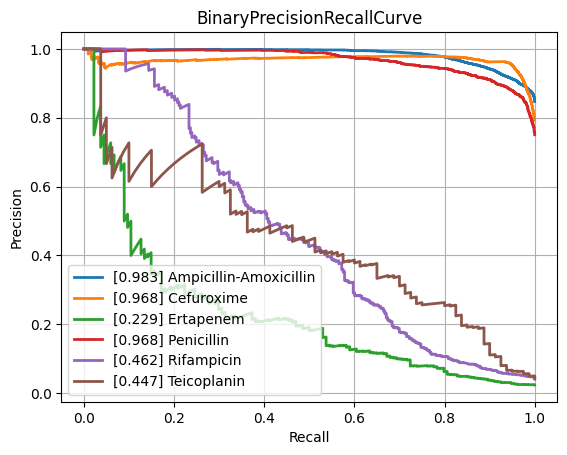 BinaryPrecisionRecallCurve
Precision
1.0
0.8
0.6
0.4
0.2
0.0
[0.983] Ampicillin-Amoxicillin
[0.968] Cefuroxime
[0.229] Ertapenem
[0.968] Penicillin
[0.462] Rifampicin
[0.447] Teicoplanin
0.0 0.2 0.4 0.6 0.8 1.0
Recall